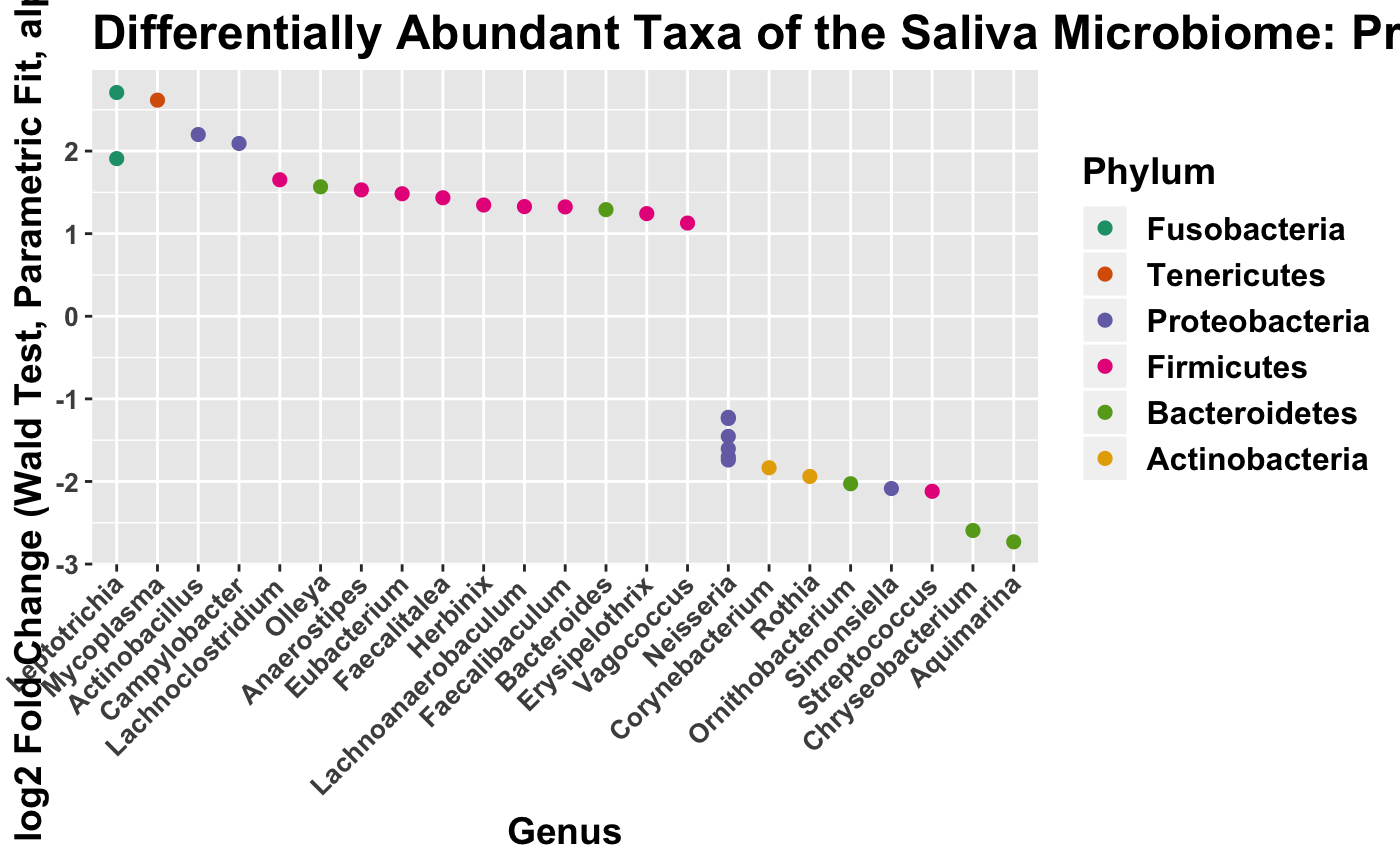 Differentially Abundant Taxa of the Saliva Microbiome: Pr
log2 Fold Change (Wald Test, Parametric Fit, alp
2
1
0
-1
-2
-3
Leptotrichia
Mycoplasma
Actinobacillus
Campylobacter
Lachnoclostridium
Olleya
Anaerostipes
Eubacterium
Faecalitalea
Herbinix
Lachnoanaerobaculum
Faecalibaculum
Bacteroides
Erysipelothrix
Vagococcus
Neisseria
Corynebacterium
Rothia
Ornithobacterium
Simonsiella
Streptococcus
Chryseobacterium
Aquimarina
Genus
Phylum
Fusobacteria
Tenericutes
Proteobacteria
Firmicutes
Bacteroidetes
Actinobacteria